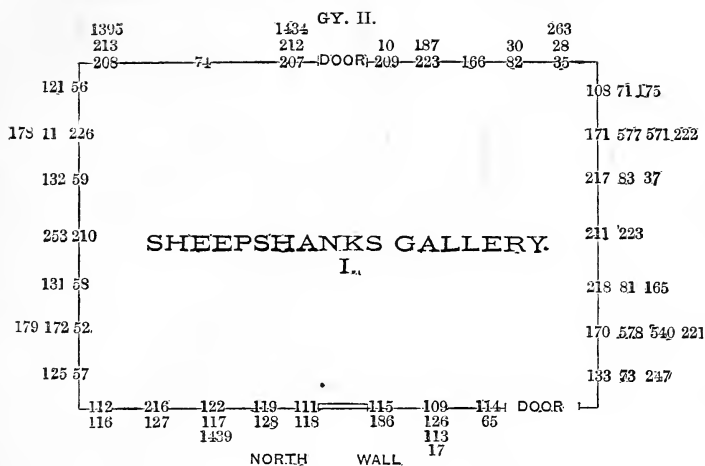 GY. II.
1395 1434 263
213 212 10 187 30 28
208 74 207 DOOR 209 223 166 82 35
121 56 108 71 175
178 11 226 171 577 571 222
132 59 217 83 37
253 210 211 223
SHEEPSHANKS GALLERY.
I.
131 58 218 81 165
179 172 52. 170 578 540 221
125 57 133 73 247
112 216 122 119 111 115 109 114 DOOR
116 127 117 128 118 186 126 65
1439 113
17
NORTH WALL